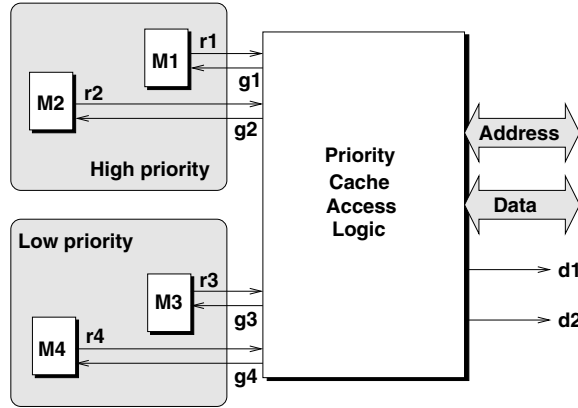 M1
r1
g1
M2
r2
g2
High priority
Low priority
M3
r3
g3
M4
r4
g4
Priority
Cache
Access
Logic
Address
Data
d1
d2